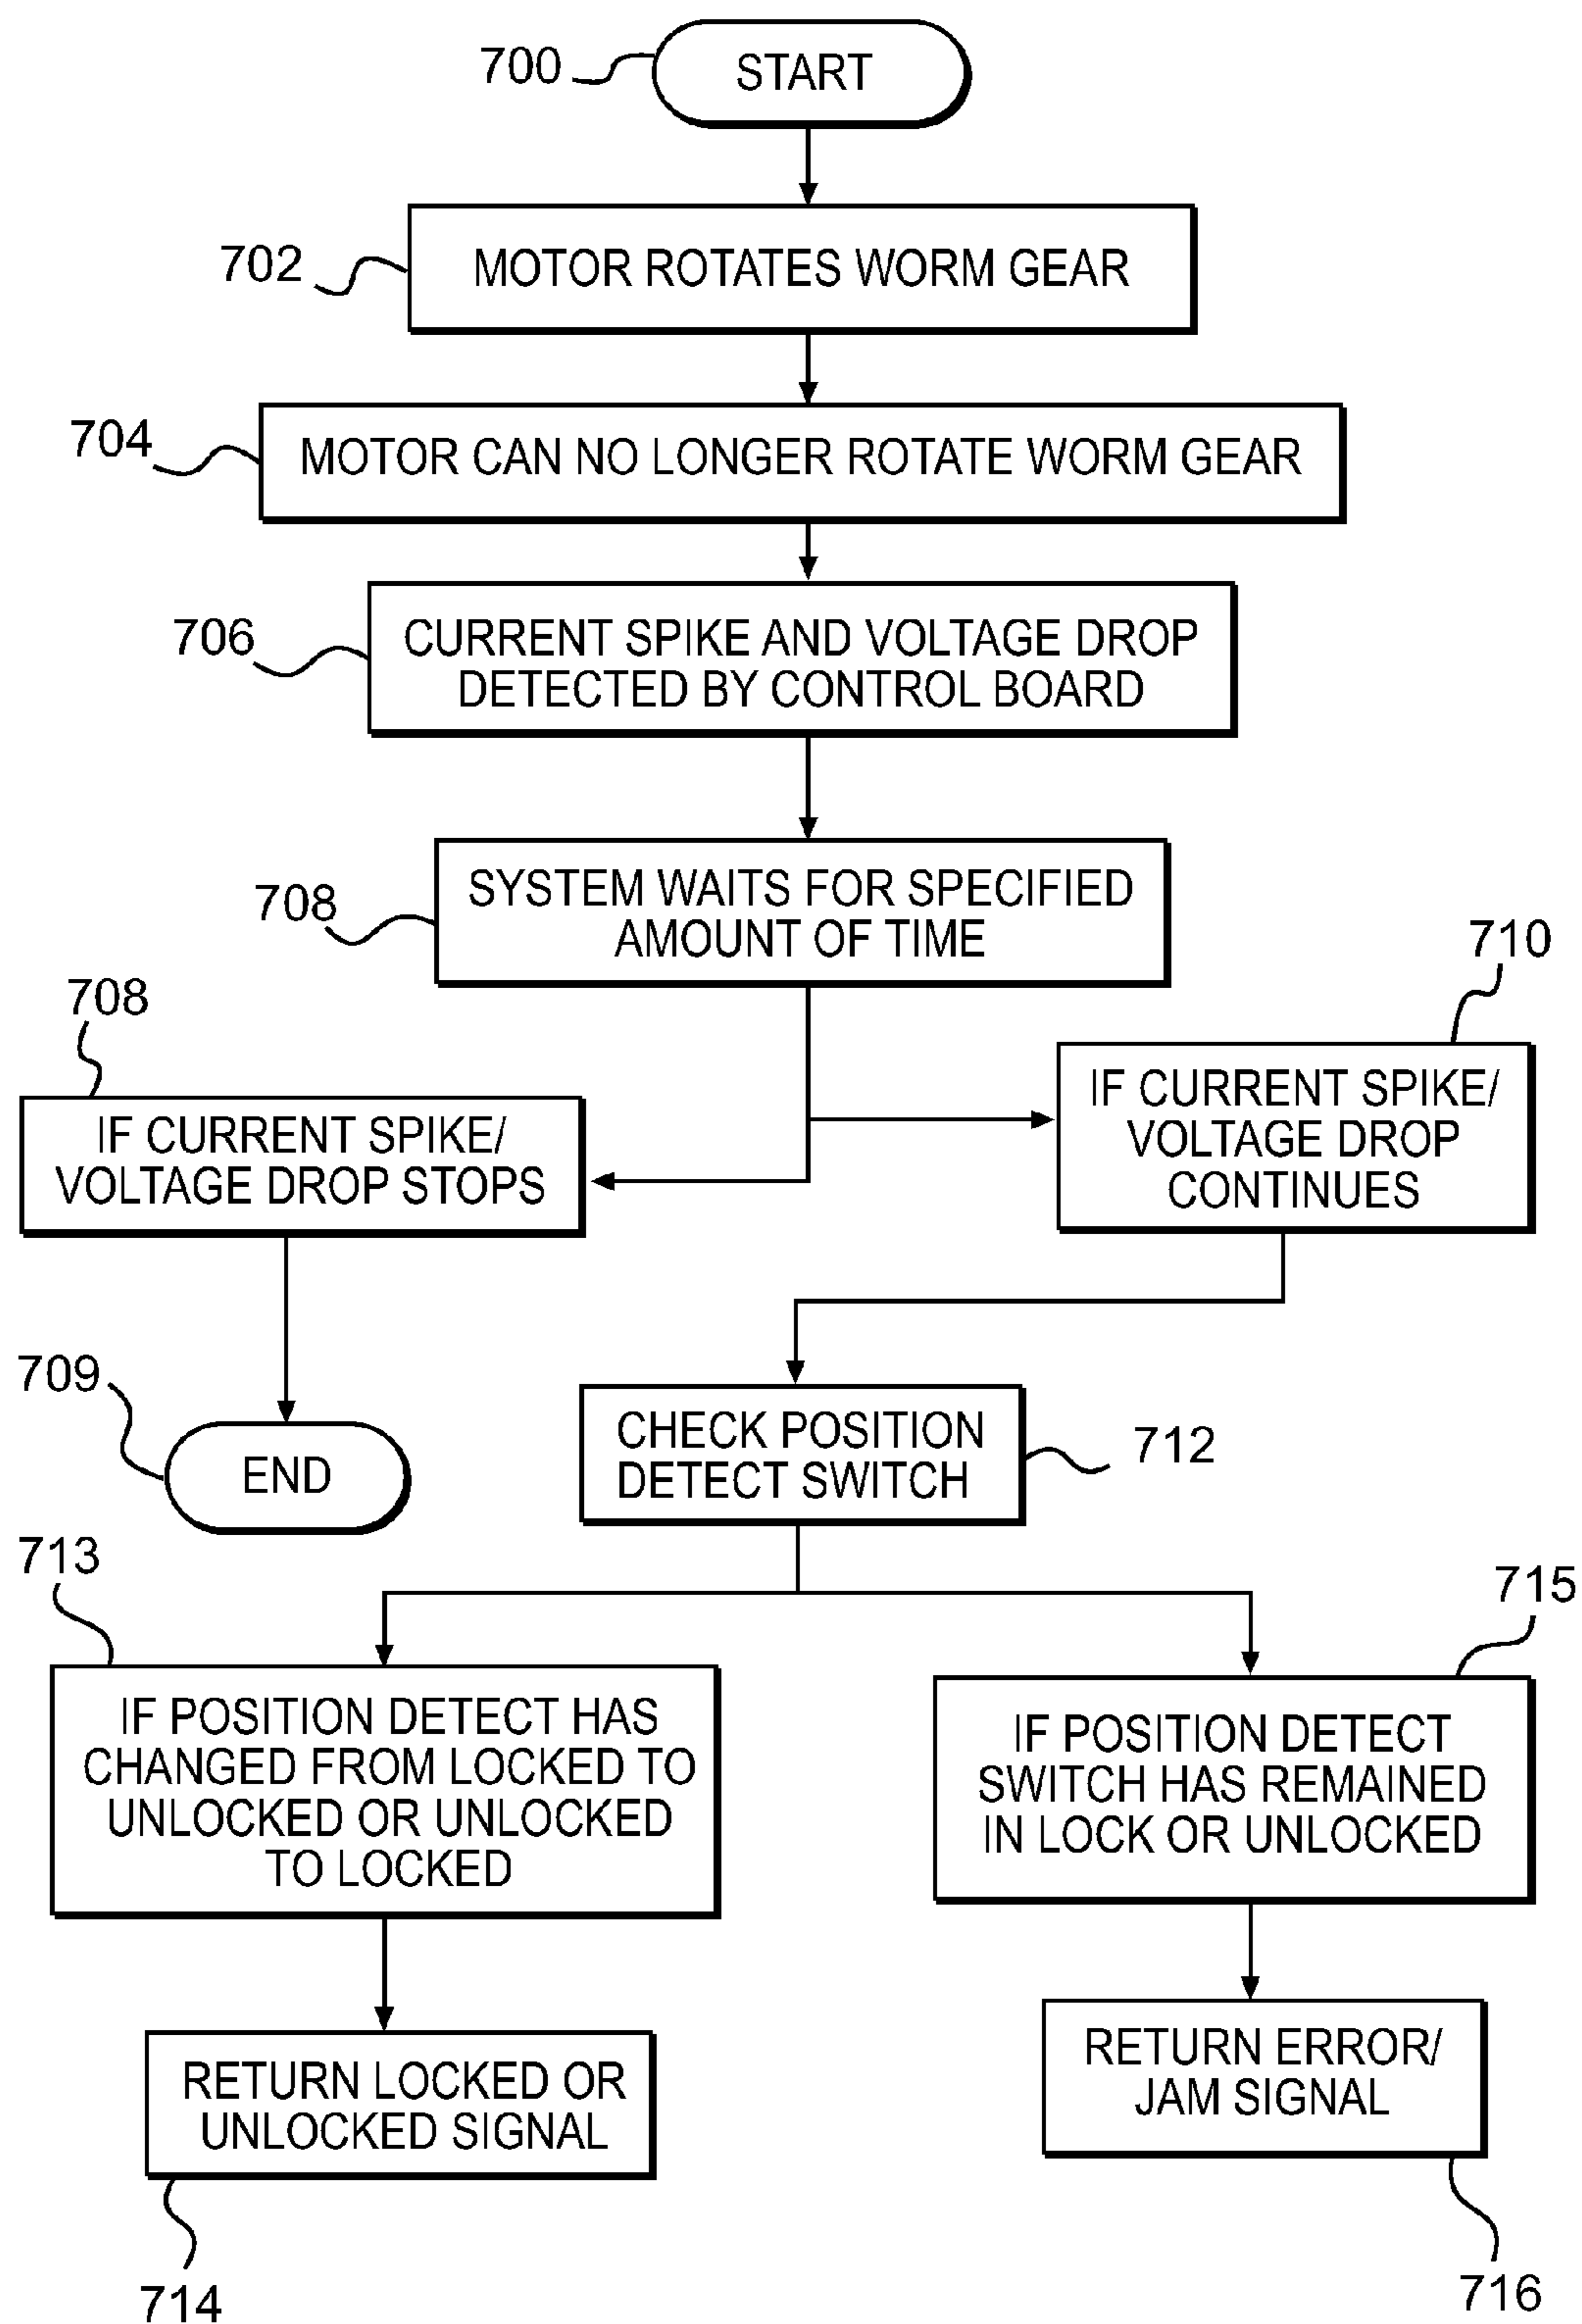 700
START
702
MOTOR ROTATES WORM GEAR
704
MOTOR CAN NO LONGER ROTATE WORM GEAR
706
CURRENT SPIKE AND VOLTAGE DROP
DETECTED BY CONTROL BOARD
708
SYSTEM WAITS FOR SPECIFIED
AMOUNT OF TIME
708
IF CURRENT SPIKE/
VOLTAGE DROP STOPS
710
IF CURRENT SPIKE/
VOLTAGE DROP
CONTINUES
709
END
CHECK POSITION
DETECT SWITCH
712
713
IF POSITION DETECT HAS
CHANGED FROM LOCKED TO
UNLOCKED OR UNLOCKED
TO LOCKED
715
IF POSITION DETECT
SWITCH HAS REMAINED
IN LOCK OR UNLOCKED
RETURN LOCKED OR
UNLOCKED SIGNAL
714
RETURN ERROR/
JAM SIGNAL
716